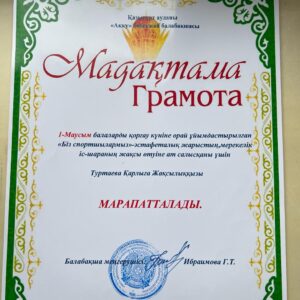 «Аққу» бөбекжай балабақшасы
Мадақтама
Грамота
1-Маусым балаларды қорғау күніне орай ұйымдастырылған
«Біз спортшылармыз»-эстафеталық жарыстың,мерекелік
іс-шараның жақсы өтуіне ат салысқаны үшін
Туртаева Қарлыға Жақсылыққызы
МАРАПАТТАЛАДЫ.
Балабақша меңгерушісі: Ибраимова Г.Т.